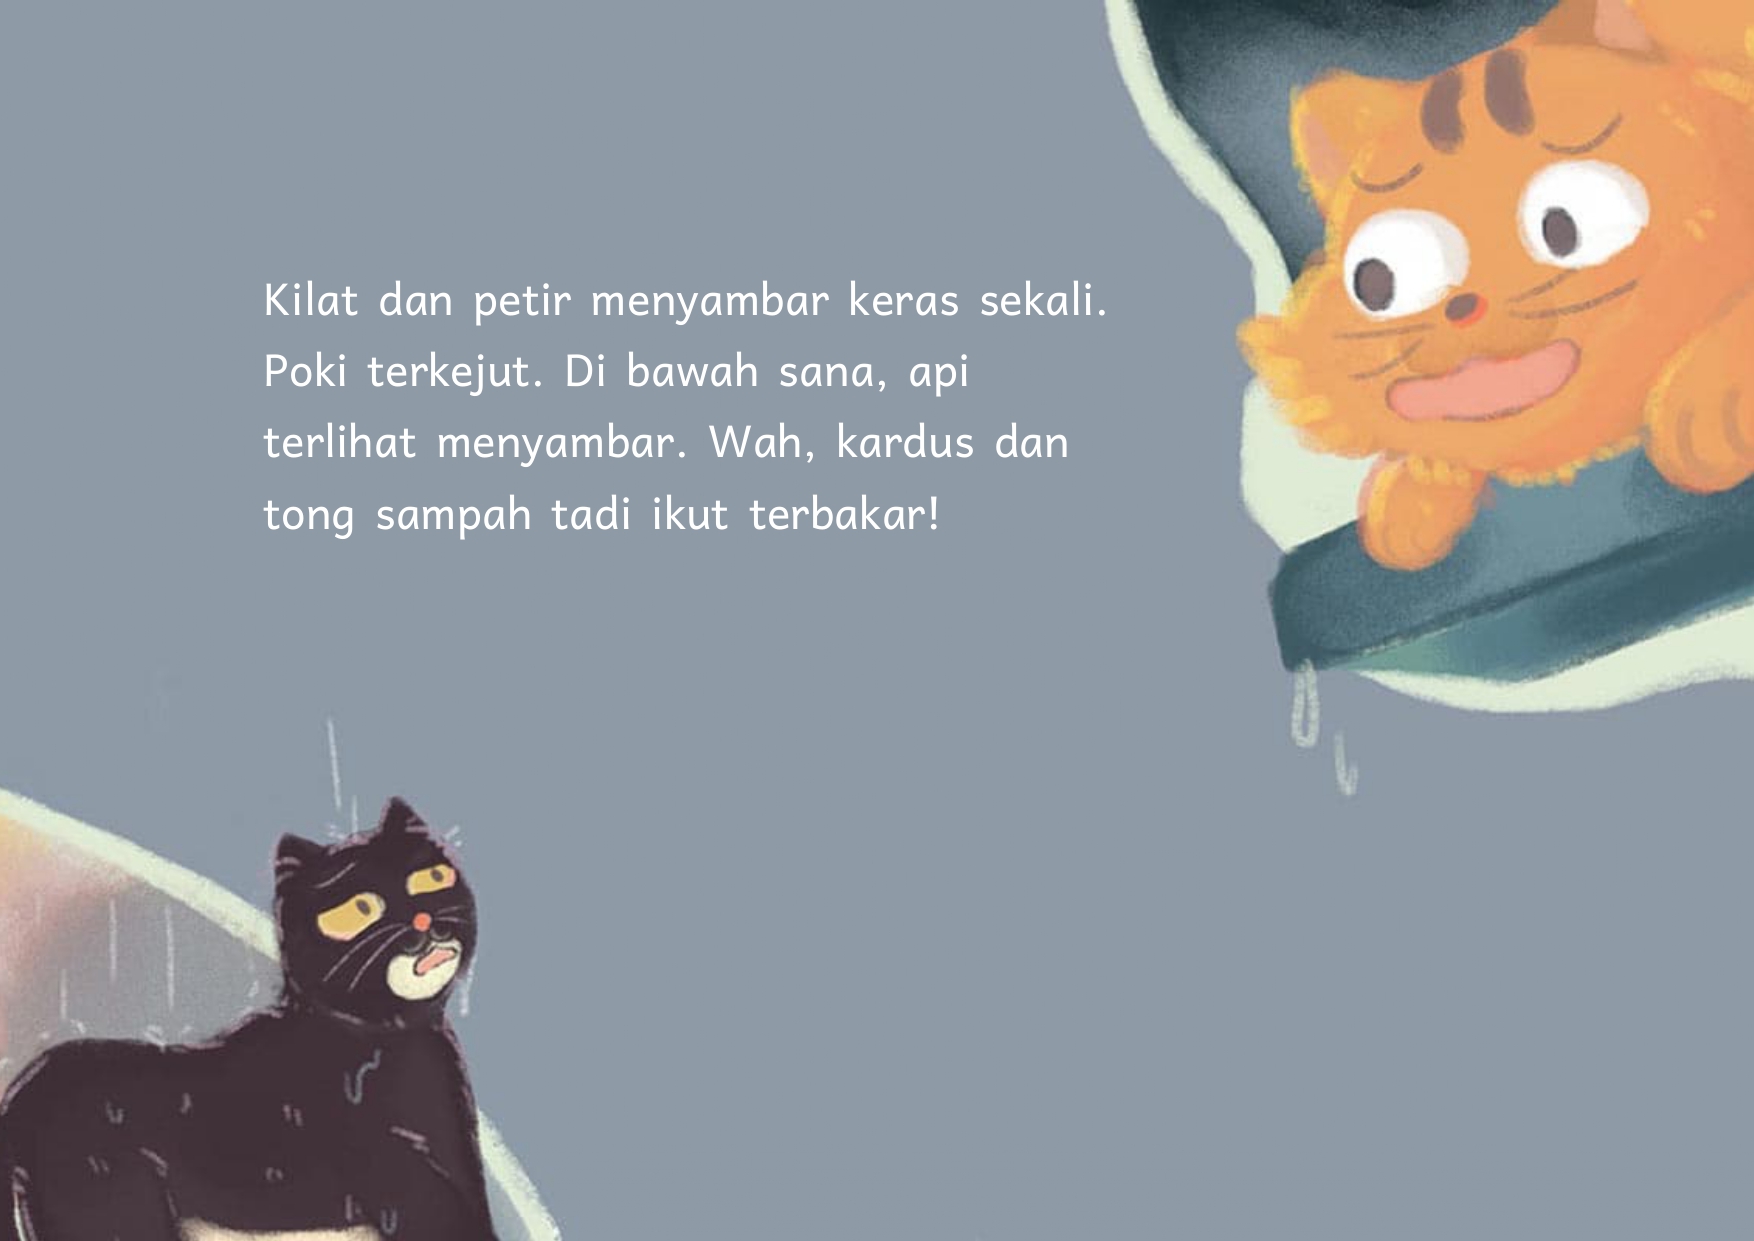 Kilat dan petir menyambar keras sekali.
Poki terkejut. Di bawah sana, api
terlihat menyambar. Wah, kardus dan
tong sampah tadi ikut terbakar!